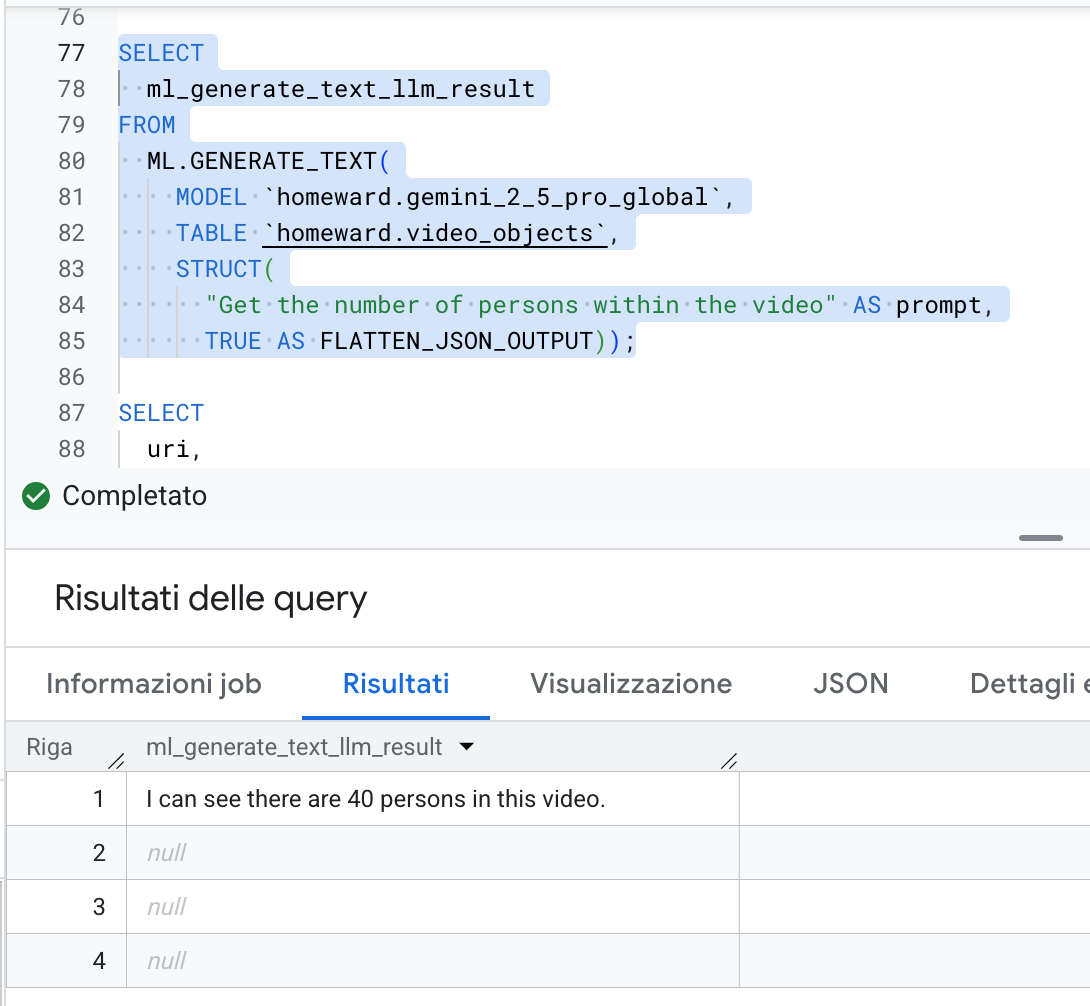 76
77 SELECT
78 ml_generate_text_llm_result
79 FROM
80 ML.GENERATE_TEXT(
81 MODEL `homeward.gemini_2_5_pro_global`,
82 TABLE `homeward.video_objects`,
83 STRUCT(
84 "Get the number of persons within the video" AS prompt,
85 TRUE AS FLATTEN_JSON_OUTPUT));
86
87 SELECT
88 uri,
Completato
Risultati delle query
Informazioni job Risultati Visualizzazione JSON Dettagli e
Riga ml_generate_text_llm_result
1 I can see there are 40 persons in this video.
2 null
3 null
4 null